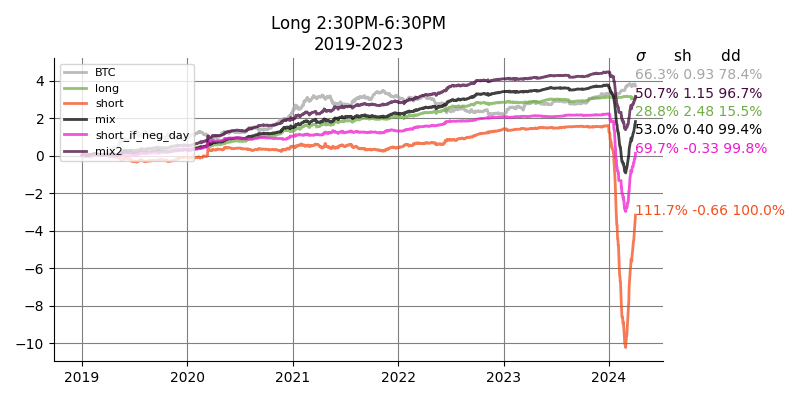 Long 2:30PM-6:30PM
2019-2023
σ sh dd
66.3% 0.93 78.4%
50.7% 1.15 96.7%
28.8% 2.48 15.5%
53.0% 0.40 99.4%
69.7% -0.33 99.8%
111.7% -0.66 100.0%
BTC
long
short
mix
short_if_neg_day
mix2
4
2
0
−2
−4
−6
−8
−10
2019 2020 2021 2022 2023 2024